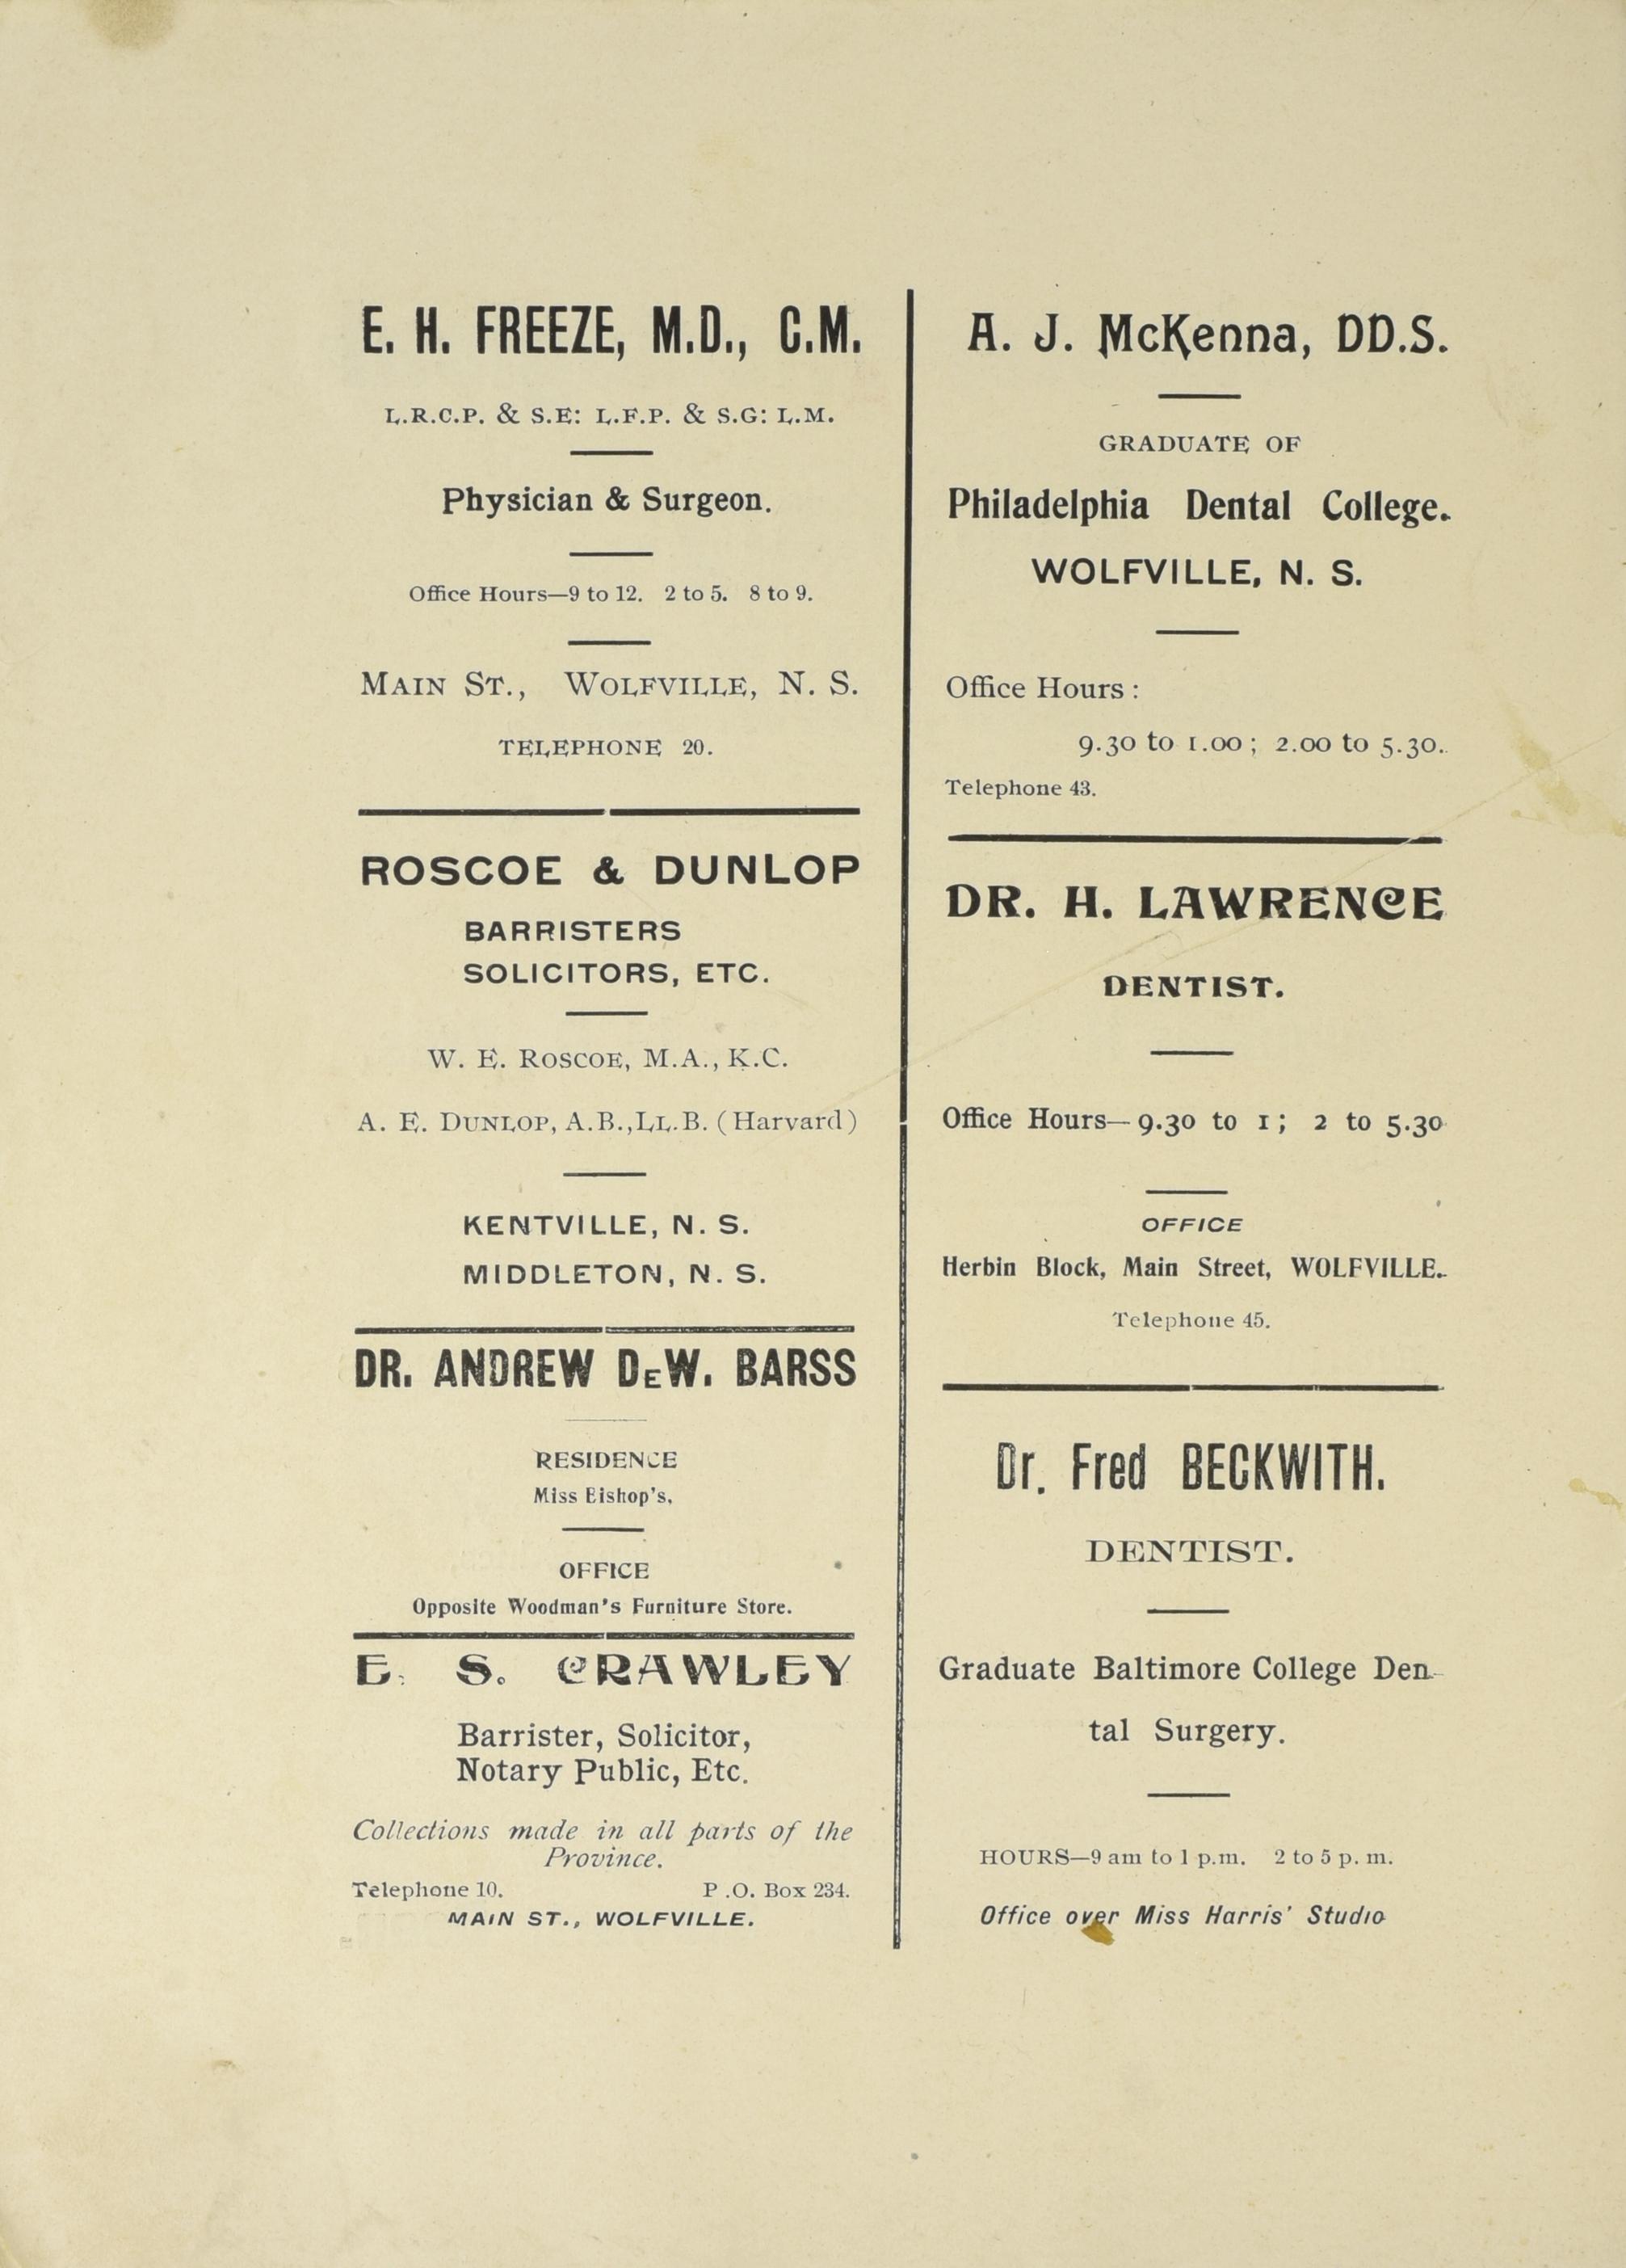 E. H. FREEZE, M.D., C.M.
L.R.C.P. & S.E: L.F.P. & S.G: L.M.
Physician & Surgeon.
Office Hours—9 to 12. 2 to 5. 8 to 9.
MAIN ST., WOLFVILLE, N. S.
TELEPHONE 20.
ROSCOE & DUNLOP
BARRISTERS
SOLICITORS, ETC.
W. E. ROSCOE, M.A., K.C.
A. E. DUNLOP, A.B.,LL.B. (Harvard)
KENTVILLE, N. S.
MIDDLETON, N. S.
DR. ANDREW DEW. BARSS
RESIDENCE
Miss Bishop's,
OFFICE
Opposite Woodman's Furniture Store.
E. S. CRAWLEY
Barrister, Solicitor,
Notary Public, Etc.
Collections made in all parts of the
Province.
Telephone 10. P .O. Box 234.
MAIN ST., WOLFVILLE.
A. J. McKenna, DD.S.
GRADUATE OF
Philadelphia Dental College.
WOLFVILLE, N. S.
Office Hours :
9.30 to 1.00 ; 2.00 to 5.30.
Telephone 43.
DR. H. LAWRENCE
DENTIST.
Office Hours—9.30 to 1 ; 2 to 5.30
OFFICE
Herbin Block, Main Street, WOLFVILLE.
Telephone 45.
Dr. Fred BECKWITH.
DENTIST.
Graduate Baltimore College Den-
tal Surgery.
HOURS—9 am to 1 p.m. 2 to 5 p. m.
Office over Miss Harris' Studio